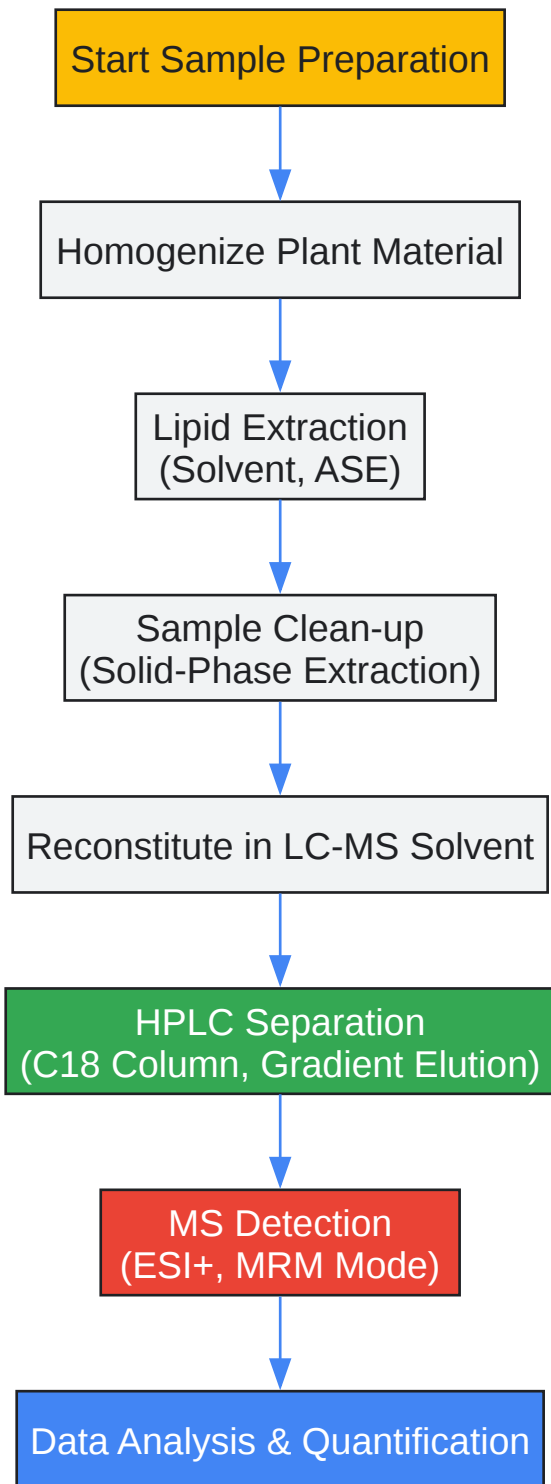 Start Sample Preparation
Homogenize Plant Material
Lipid Extraction
(Solvent, ASE)
Sample Clean-up
(Solid-Phase Extraction)
Reconstitute in LC-MS Solvent
HPLC Separation
(C18 Column, Gradient Elution)
MS Detection
(ESI+, MRM Mode)
Data Analysis & Quantification